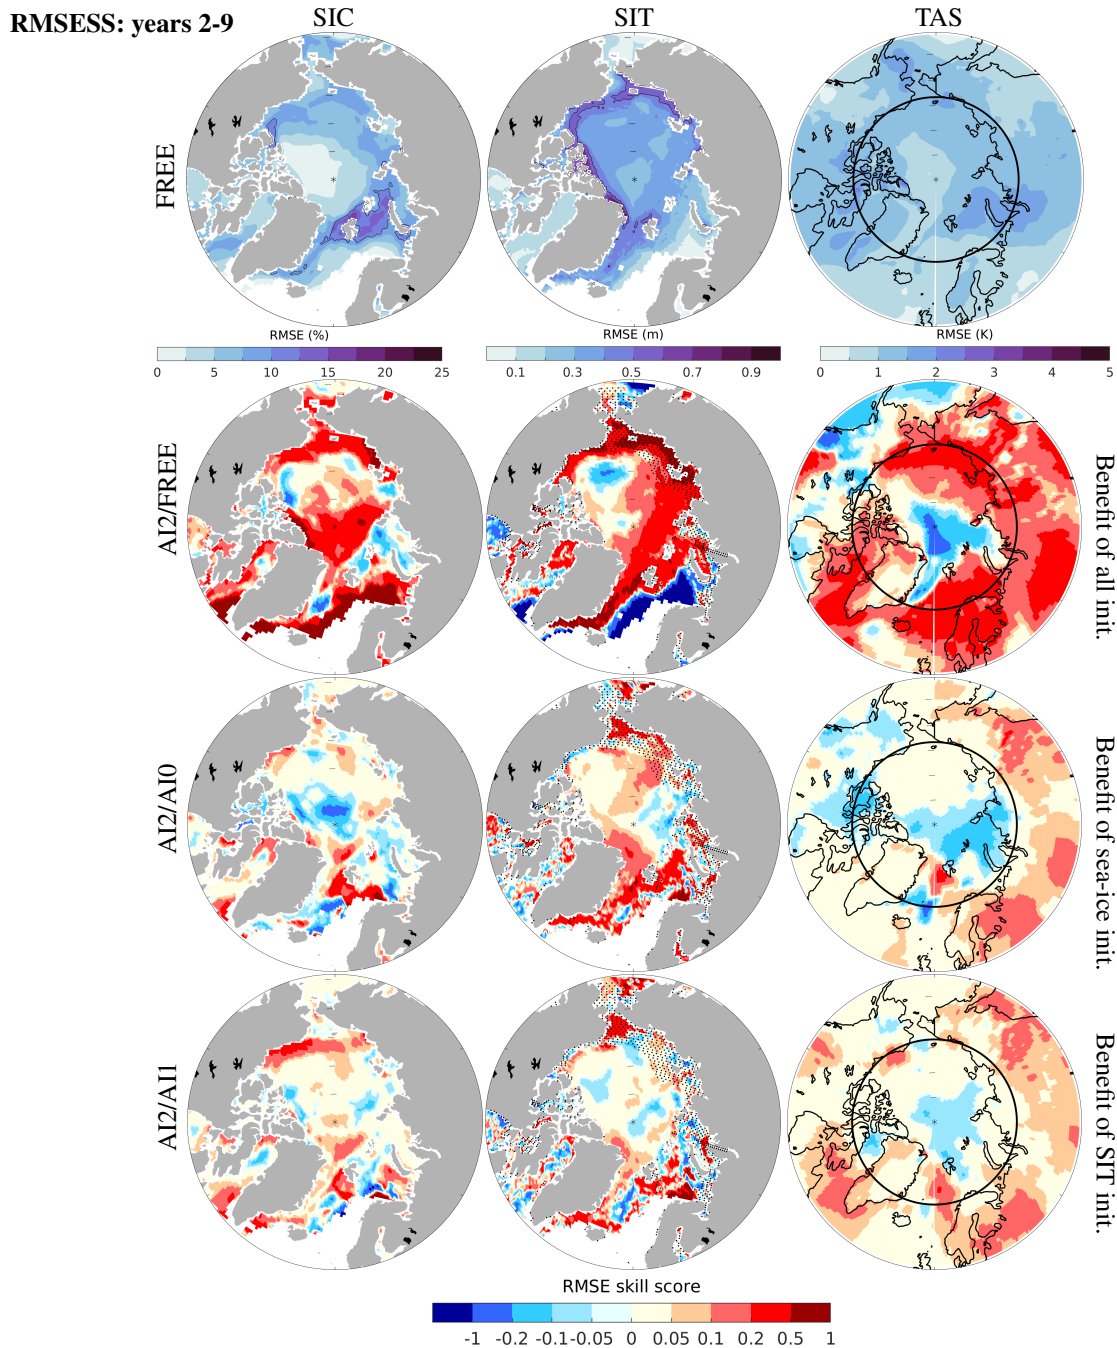 RMSESS: years 2-9
SIC SIT TAS
FREE
RMSE (%) RMSE (m) RMSE (K)
0 5 10 15 20 25 0.1 0.3 0.5 0.7 0.9 0 1 2 3 4 5
AI2/FREE
Benefit of all init.
AI2/AI0
Benefit of sea-ice init.
AI2/AI1
Benefit of SIT init.
RMSE skill score
-1 -0.2 -0.1 -0.05 0 0.05 0.1 0.2 0.5 1